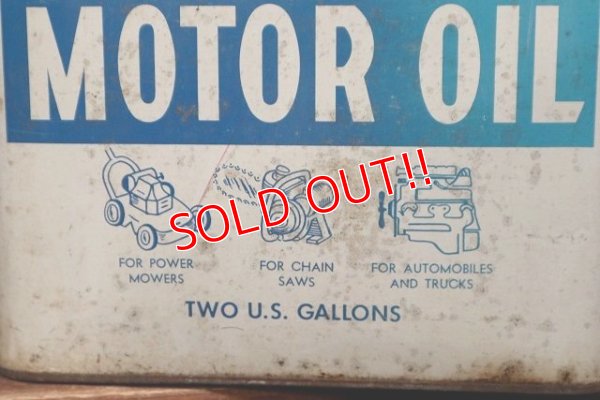 MOTOR OIL
SOLD OUT!!
FOR POWER
MOWERS
FOR CHAIN
SAWS
FOR AUTOMOBILES
AND TRUCKS
TWO U.S. GALLONS